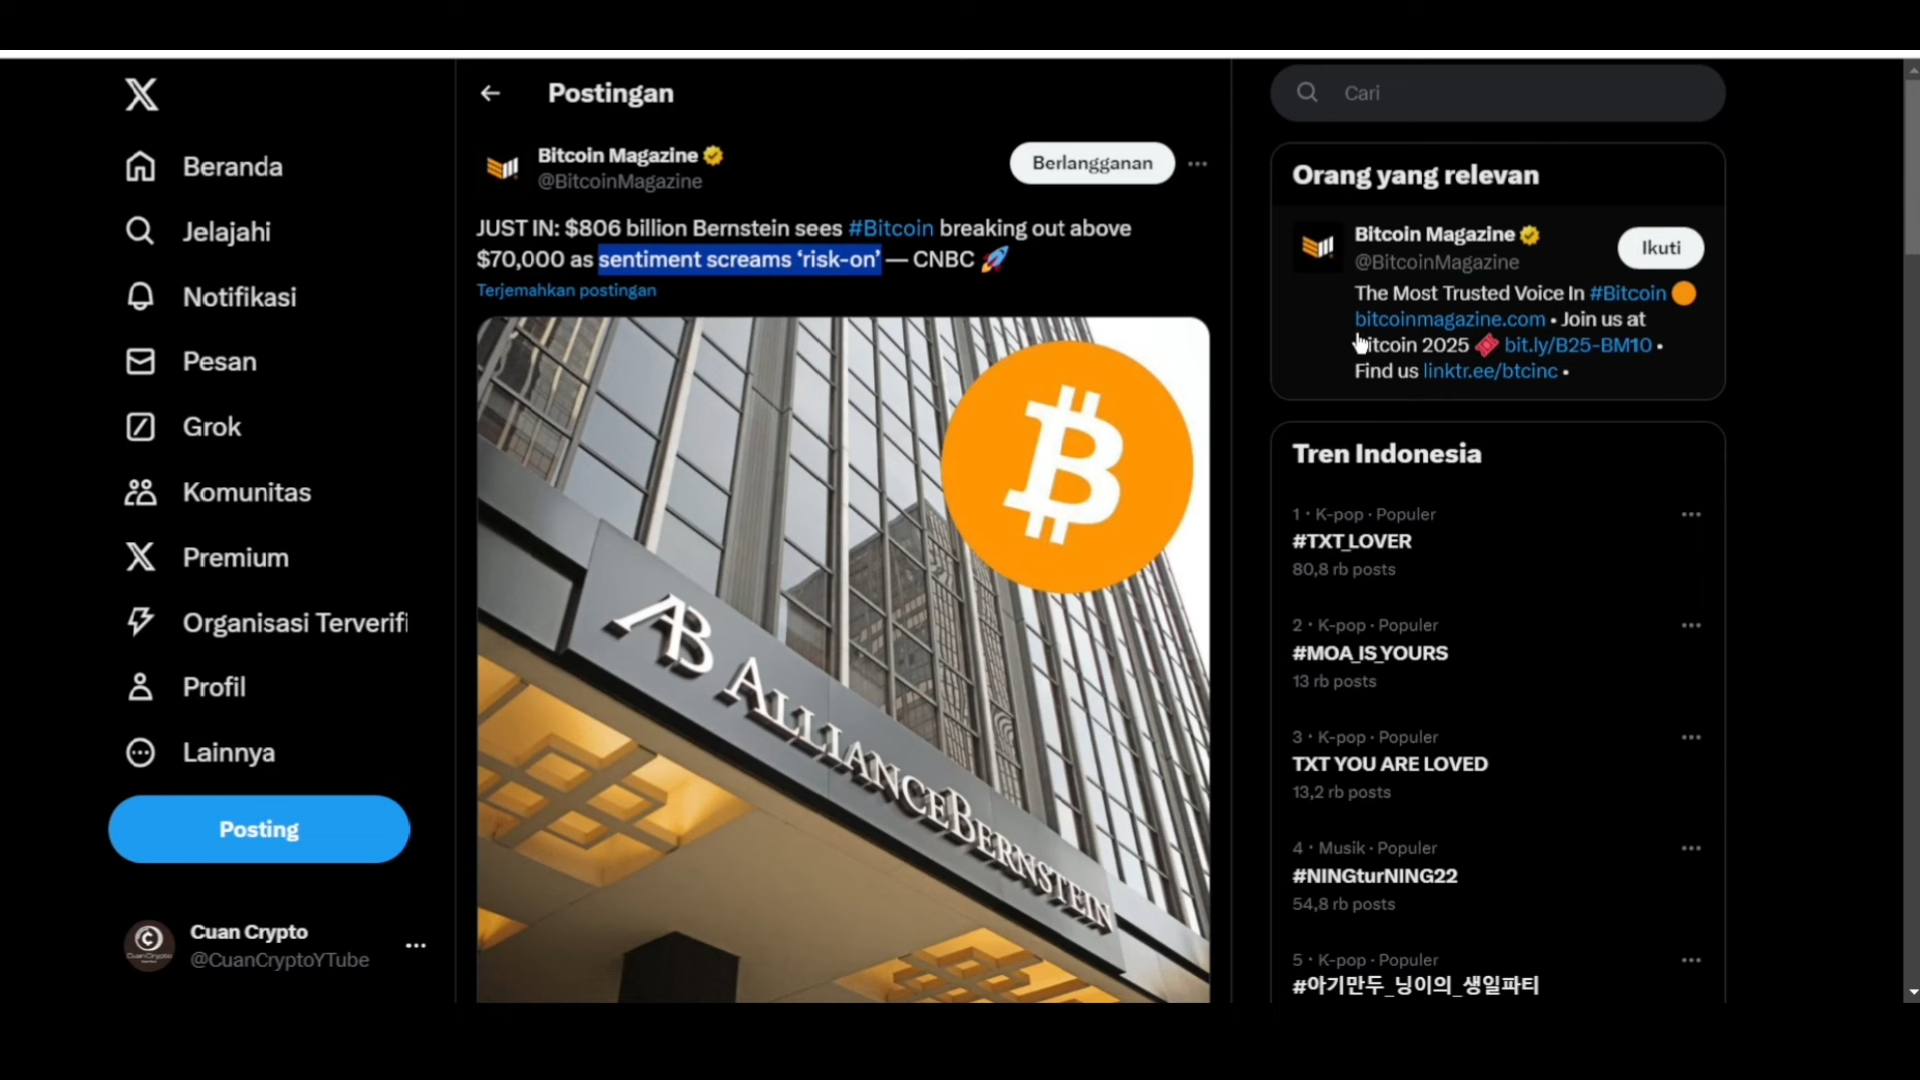 Beranda
Jelajahi
Notifikasi
Pesan
Grok
Komunitas
Premium
Organisasi Terverifi
Profil
Lainnya
Posting
Cuan Crypto
@CuanCryptoYTube
Postingan
Bitcoin Magazine
@BitcoinMagazine
Berlangganan
JUST IN: $806 billion Bernstein sees #Bitcoin breaking out above
$70,000 as sentiment screams ‘risk-on’ — CNBC 🚀
Terjemahkan postingan
AB ALLIANCEBERNSTEIN
Cari
Orang yang relevan
Bitcoin Magazine
@BitcoinMagazine
Ikuti
The Most Trusted Voice In #Bitcoin 🟠
bitcoinmagazine.com • Join us at
itcoin 2025 🎟️ bit.ly/B25-BM10 •
Find us linktr.ee/btcinc •
Tren Indonesia
1 · K-pop · Populer
#TXT_LOVER
80,8 rb posts
2 · K-pop · Populer
#MOA_IS_YOURS
13 rb posts
3 · K-pop · Populer
TXT YOU ARE LOVED
13,2 rb posts
4 · Musik · Populer
#NINGturNING22
54,8 rb posts
5 · K-pop · Populer
#아기만두_닝이의_생일파티